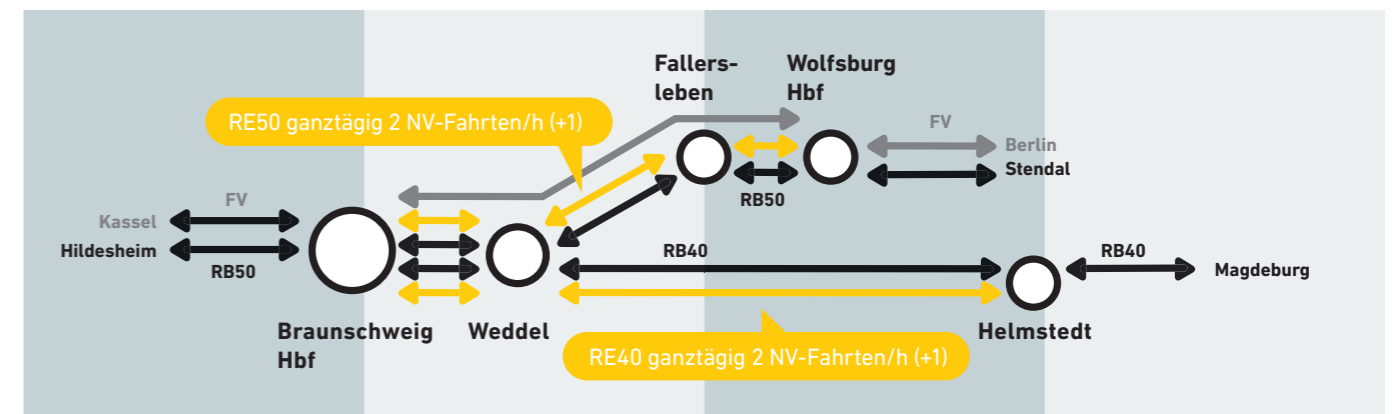 Fallers-
leben
Wolfsburg
Hbf
RE50 ganztägig 2 NV-Fahrten/h (+1)
FV
Berlin
Stendal
RB50
FV
Kassel
Hildesheim
RB50
RB40
RB40
Magdeburg
Braunschweig
Hbf
Weddel
Helmstedt
RE40 ganztägig 2 NV-Fahrten/h (+1)